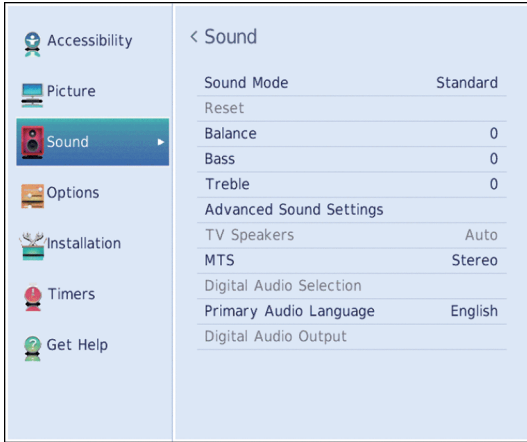 Accessibility
Picture
Sound
Options
Installation
Timers
Get Help
< Sound
Sound Mode Standard
Reset
Balance 0
Bass 0
Treble 0
Advanced Sound Settings
TV Speakers Auto
MTS Stereo
Digital Audio Selection
Primary Audio Language English
Digital Audio Output